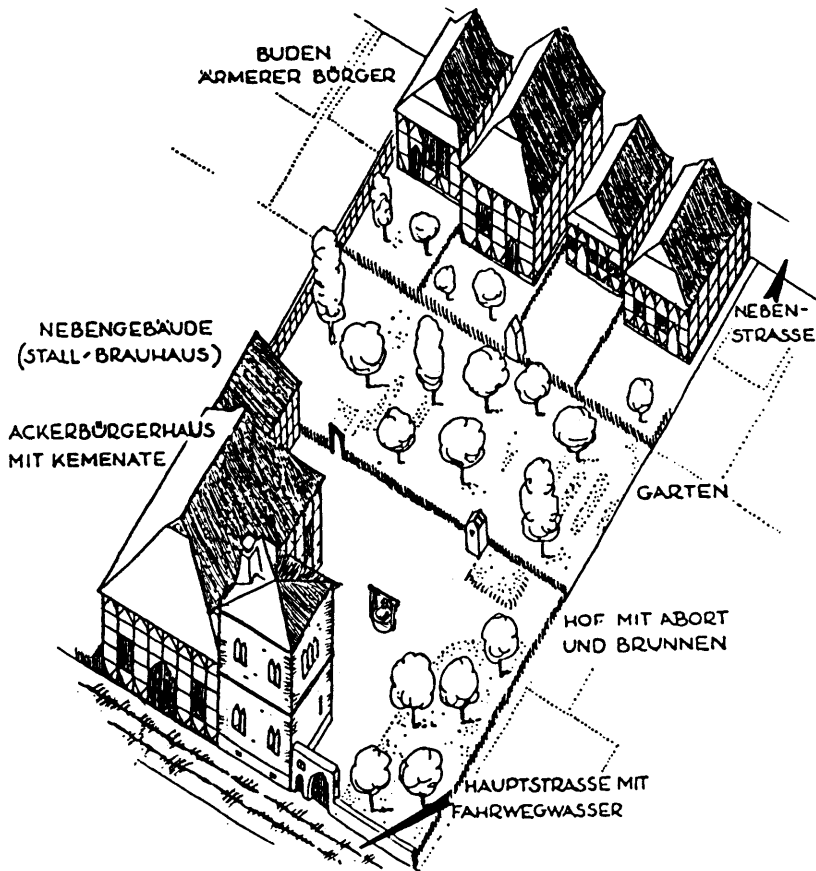 BUDEN
ÄRMERER BÜRGER
NEBEN-
STRASSE
NEBENGEBÄUDE
(STALL-BRAUHAUS)
ACKERBÜRGERHAUS
MIT KEMENATE
GARTEN
HOF MIT ABORT
UND BRUNNEN
HAUPTSTRASSE MIT
FAHRWEGWASSER